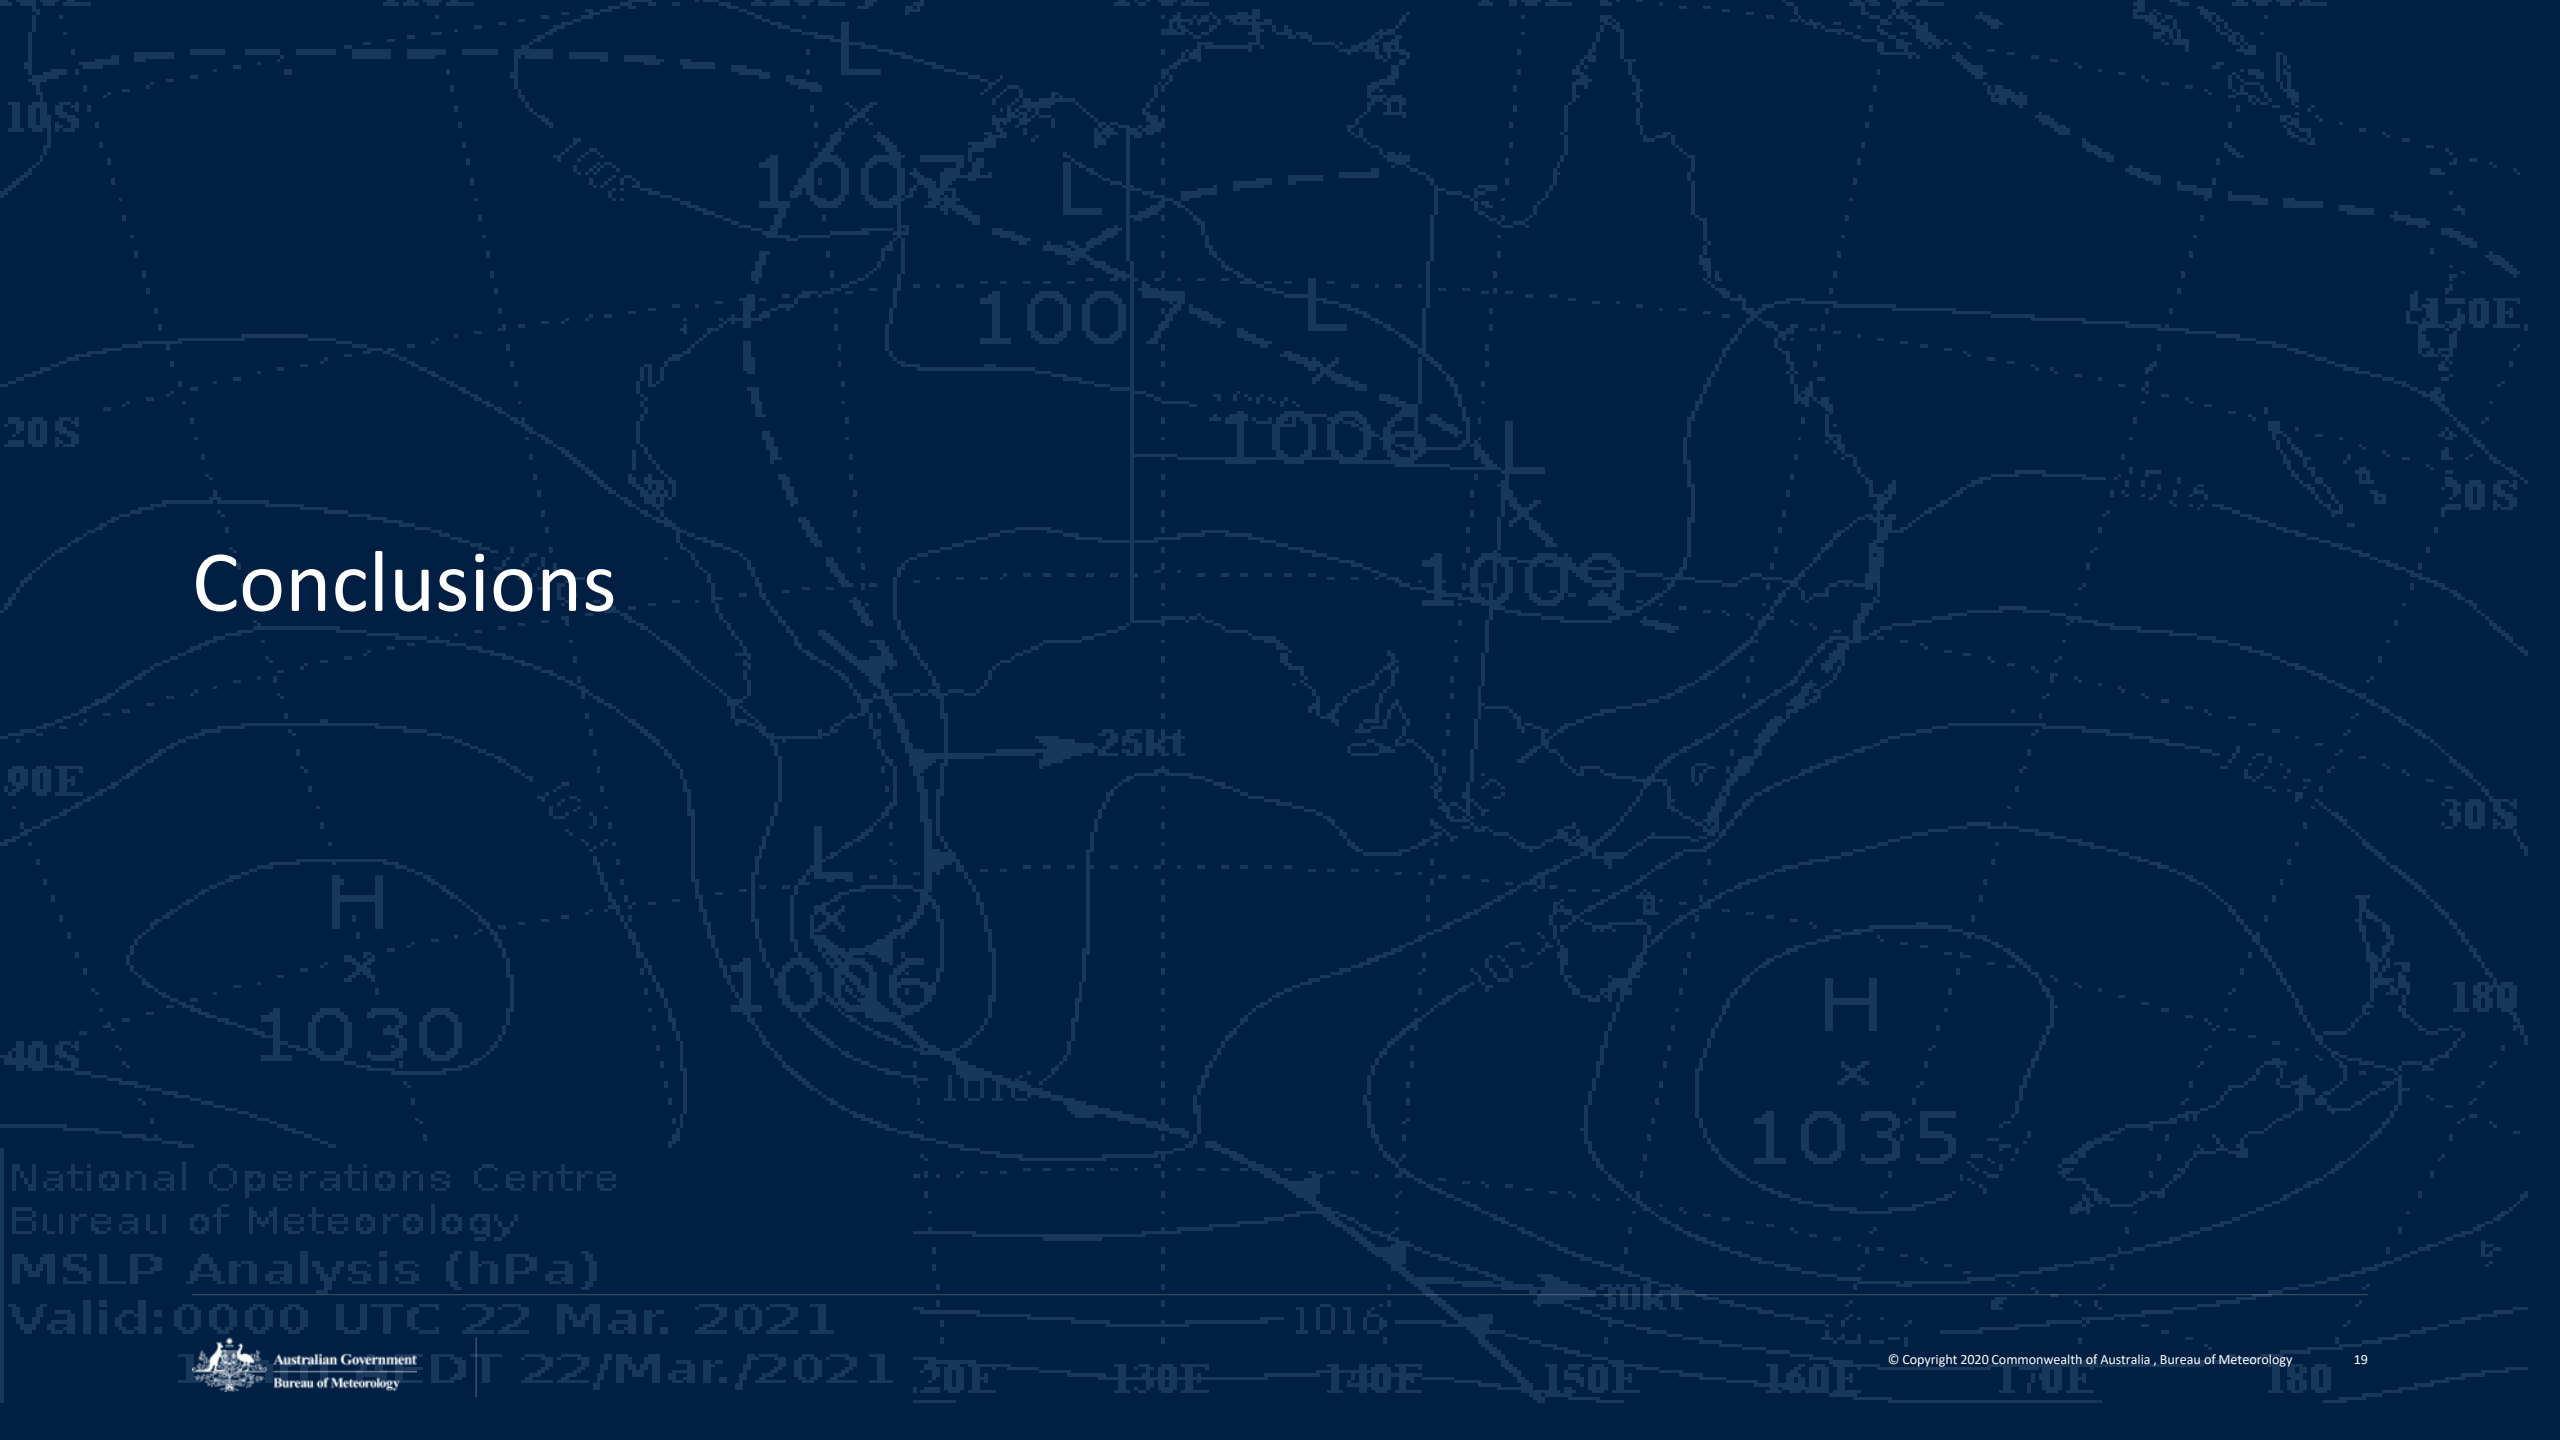 L
10S
1007
L
1007
L
170E
20S
1006
L
20S
Conclusions
1009
25kt
90E
30S
L
H
1006
H
180
1030
40S
1016
1035
National Operations Centre
Bureau of Meteorology
MSLP Analysis (hPa)
30kt
Valid:0000 UTC 22 Mar. 2021
1016
Australian Government
Bureau of Meteorology
DT 22/Mar./2021
130E
140E
150E
160E
170E
180
© Copyright 2020 Commonwealth of Australia , Bureau of Meteorology
19